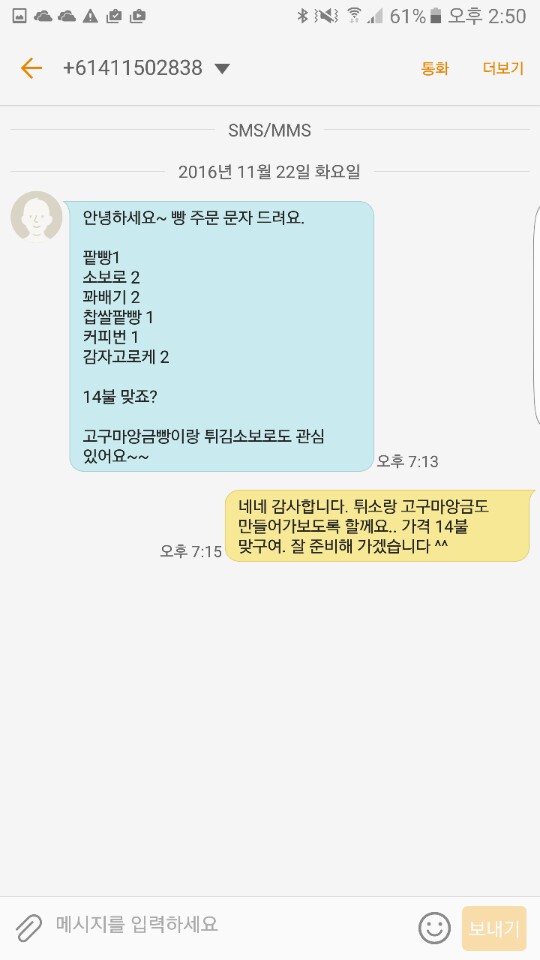 61% 오후 2:50
+61411502838
통화
더보기
SMS/MMS
2016년 11월 22일 화요일
안녕하세요~ 빵 주문 문자 드려요.
팥빵1
소보로 2
꽈배기 2
찹쌀팥빵 1
커피번 1
감자고로케 2
14불 맞죠?
고구마앙금빵이랑 튀김소보로도 관심
있어요~~
오후 7:13
네네 감사합니다. 튀소랑 고구마앙금도
만들어가보도록 할께요.. 가격 14불
맞구여. 잘 준비해 가겠습니다 ^^
오후 7:15
메시지를 입력하세요
보내기